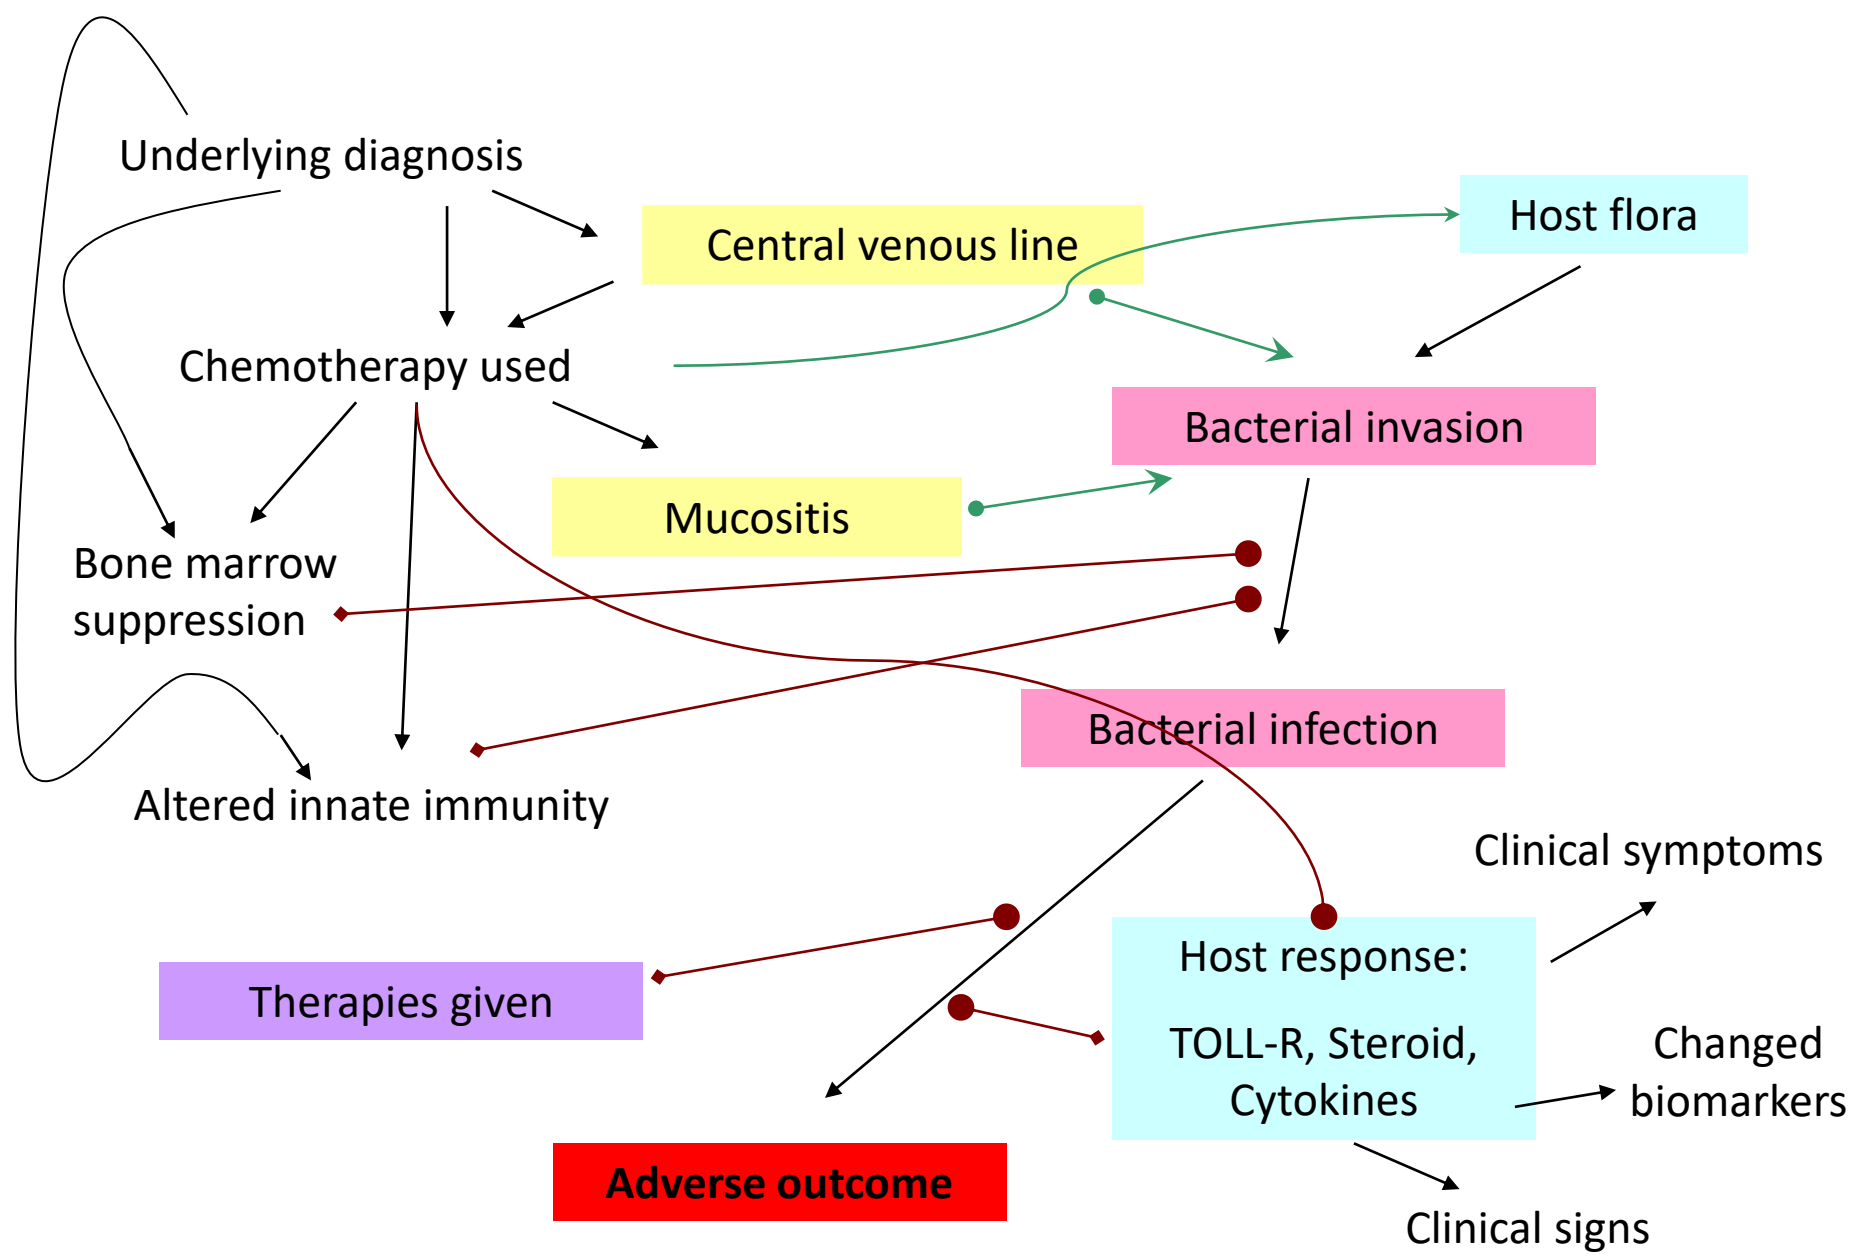 Underlying diagnosis
Host flora
Central venous line
Chemotherapy used
Bacterial invasion
Mucositis
Bone marrow
suppression
Bacterial infection
Altered innate immunity
Clinical symptoms
Host response:
Therapies given
TOLL-R, Steroid,
Cytokines
Changed
biomarkers
Adverse outcome
Clinical signs